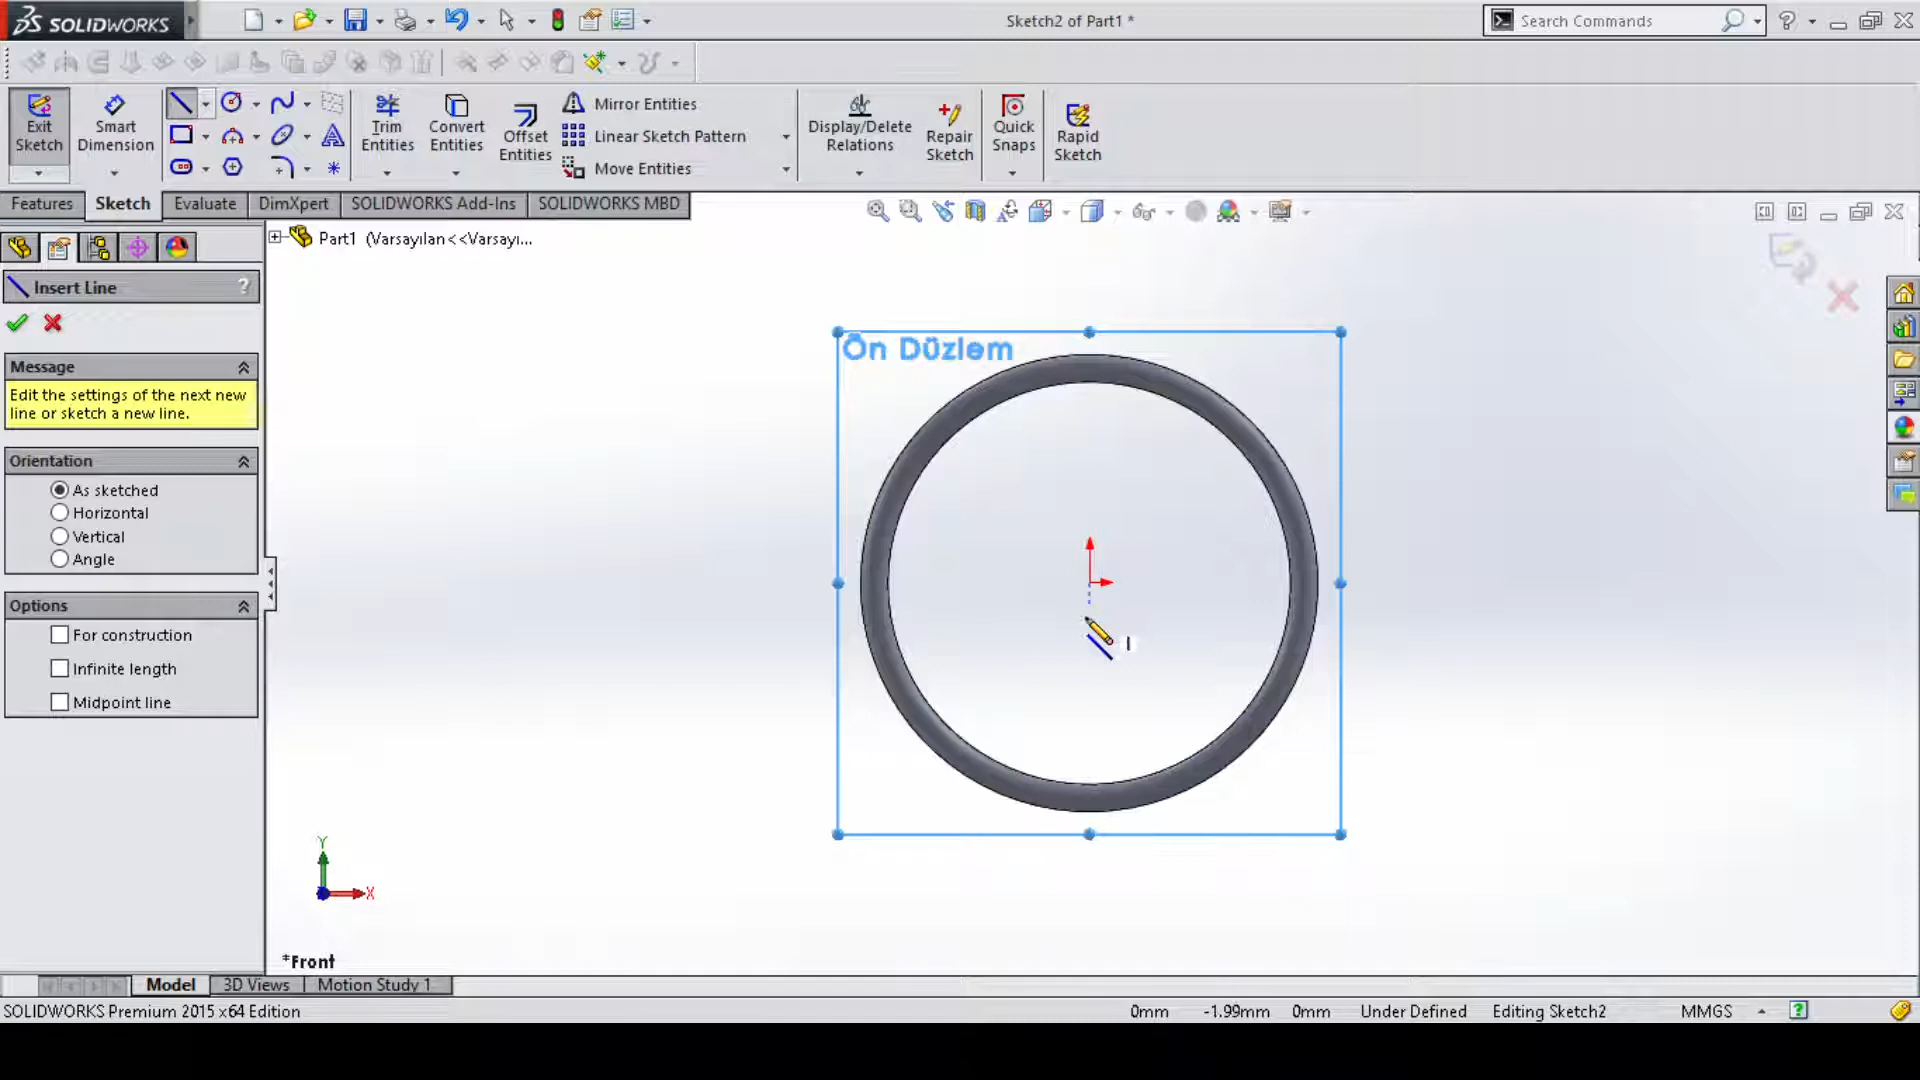 SOLIDWORKS
Sketch2 of Part1 *
Search Commands
Exit Sketch
Smart Dimension
Trim Entities
Convert Entities
Offset Entities
Mirror Entities
Linear Sketch Pattern
Move Entities
Display/Delete Relations
Repair Sketch
Quick Snaps
Rapid Sketch
Features
Sketch
Evaluate
DimXpert
SOLIDWORKS Add-Ins
SOLIDWORKS MBD
Part1 (Varsayılan<<Varsayı...
Insert Line
?
Message
Edit the settings of the next new
line or sketch a new line.
Orientation
As sketched
Horizontal
Vertical
Angle
Options
For construction
Infinite length
Midpoint line
Ön Düzlem
Y
X
*Front
Model
3D Views
Motion Study 1
SOLIDWORKS Premium 2015 x64 Edition
0mm -1.99mm 0mm Under Defined Editing Sketch2 MMGS